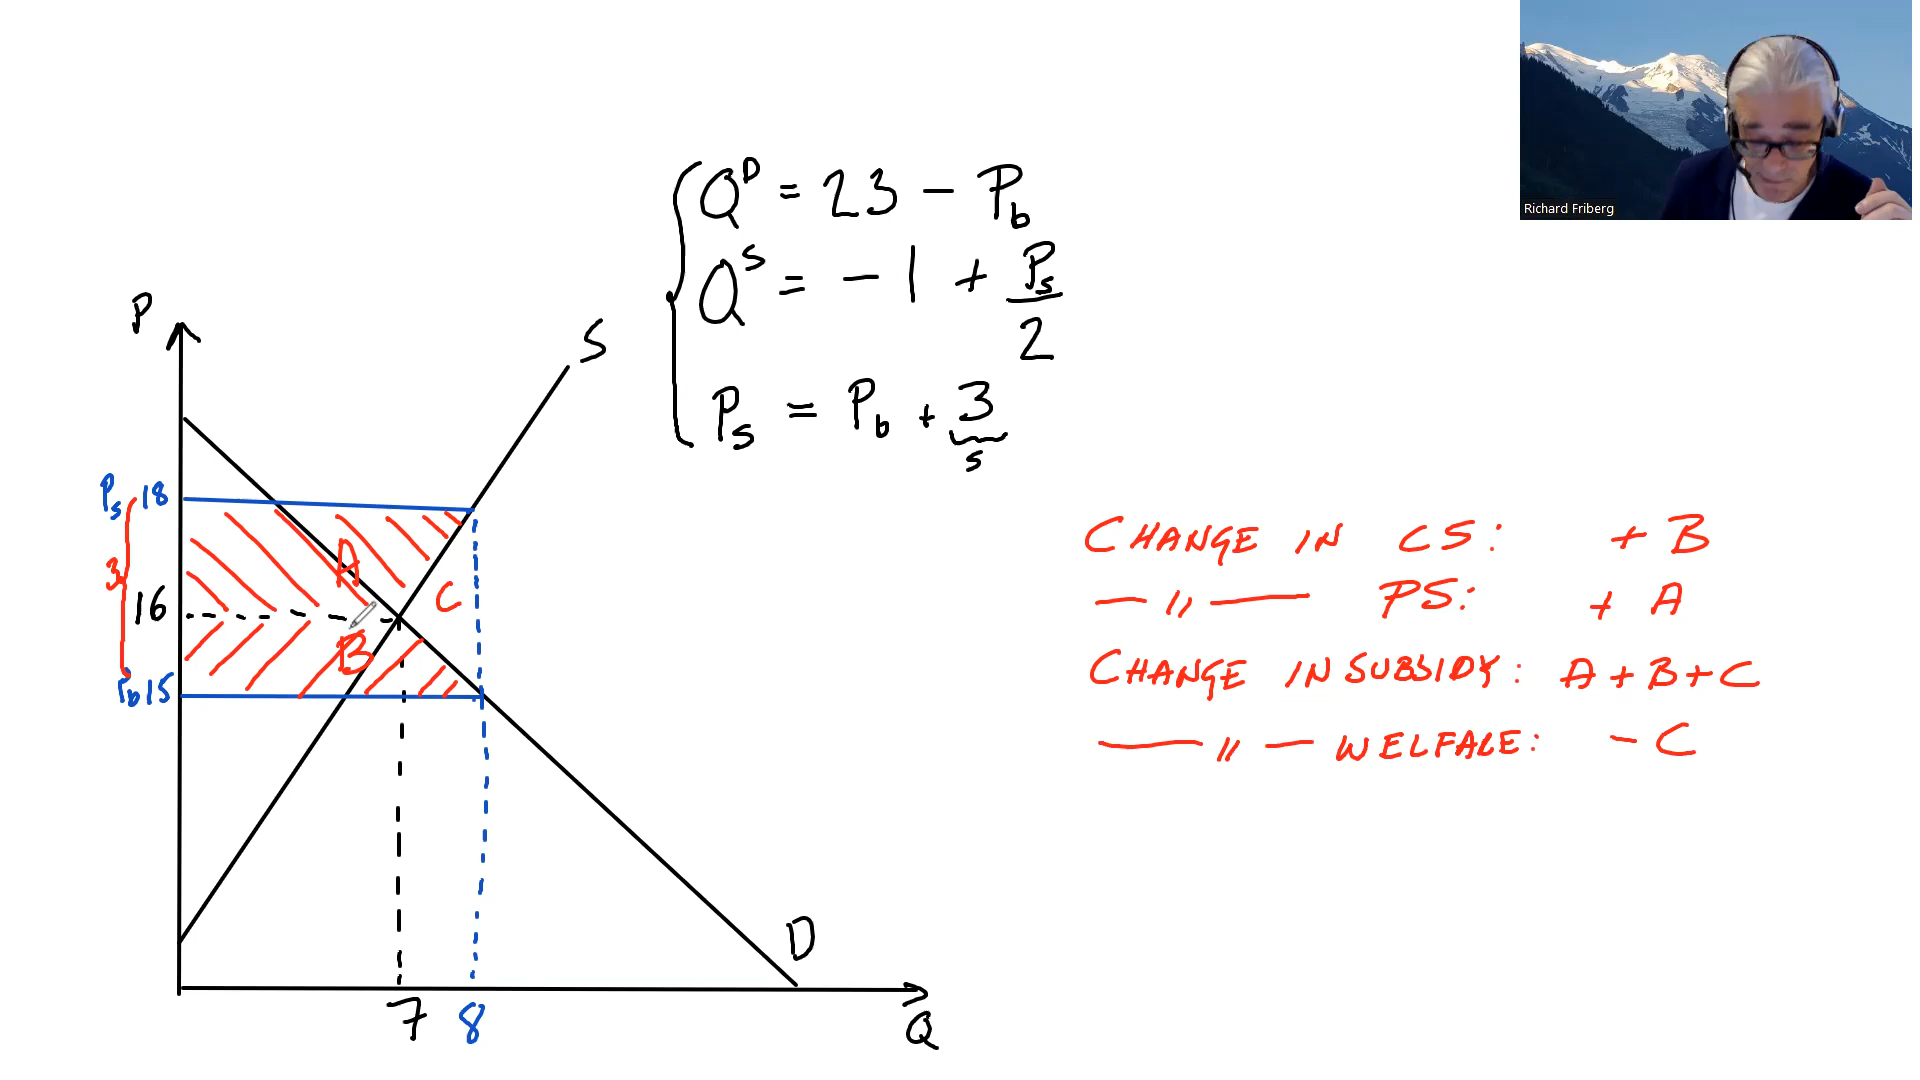 Richard Friberg
Q^D = 23 - P_b
Q^S = -1 + P_s/2
P_s = P_b + 3
s
P
S
P_s 18
3
16
P_b 15
A
B
C
D
7
8
Q
CHANGE IN CS: + B
— 〃 — PS: + A
CHANGE IN SUBSIDY: A + B + C
— 〃 — WELFARE: - C